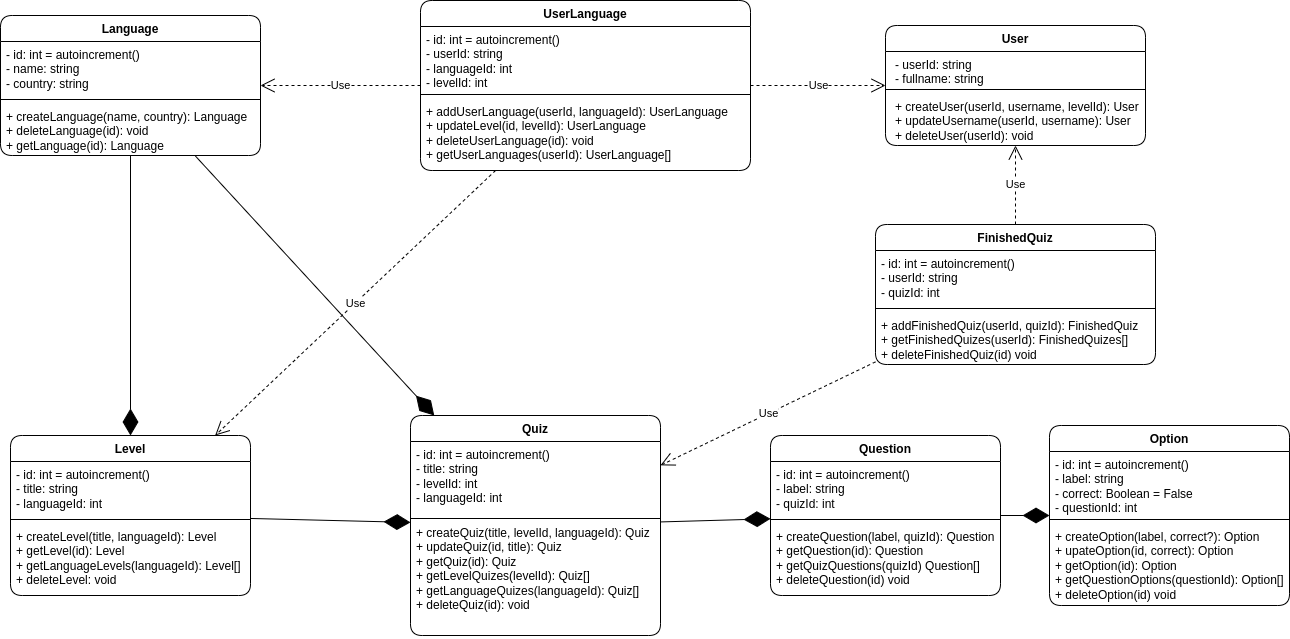 Language
- id: int = autoincrement()
- name: string
- country: string
+ createLanguage(name, country): Language
+ deleteLanguage(id): void
+ getLanguage(id): Language
Use
UserLanguage
- id: int = autoincrement()
- userId: string
- languageId: int
- levelId: int
+ addUserLanguage(userId, languageId): UserLanguage
+ updateLevel(id, levelId): UserLanguage
+ deleteUserLanguage(id): void
+ getUserLanguages(userId): UserLanguage[]
Use
User
- userId: string
- fullname: string
+ createUser(userId, username, levelId): User
+ updateUsername(userId, username): User
+ deleteUser(userId): void
Use
FinishedQuiz
- id: int = autoincrement()
- userId: string
- quizId: int
+ addFinishedQuiz(userId, quizId): FinishedQuiz
+ getFinishedQuizes(userId): FinishedQuizes[]
+ deleteFinishedQuiz(id) void
Use
Use
Level
- id: int = autoincrement()
- title: string
- languageId: int
+ createLevel(title, languageId): Level
+ getLevel(id): Level
+ getLanguageLevels(languageId): Level[]
+ deleteLevel: void
Quiz
- id: int = autoincrement()
- title: string
- levelId: int
- languageId: int
+ createQuiz(title, levelId, languageId): Quiz
+ updateQuiz(id, title): Quiz
+ getQuiz(id): Quiz
+ getLevelQuizes(levelId): Quiz[]
+ getLanguageQuizes(languageId): Quiz[]
+ deleteQuiz(id): void
Question
- id: int = autoincrement()
- label: string
- quizId: int
+ createQuestion(label, quizId): Question
+ getQuestion(id): Question
+ getQuizQuestions(quizId) Question[]
+ deleteQuestion(id) void
Option
- id: int = autoincrement()
- label: string
- correct: Boolean = False
- questionId: int
+ createOption(label, correct?): Option
+ upateOption(id, correct): Option
+ getOption(id): Option
+ getQuestionOptions(questionId): Option[]
+ deleteOption(id) void